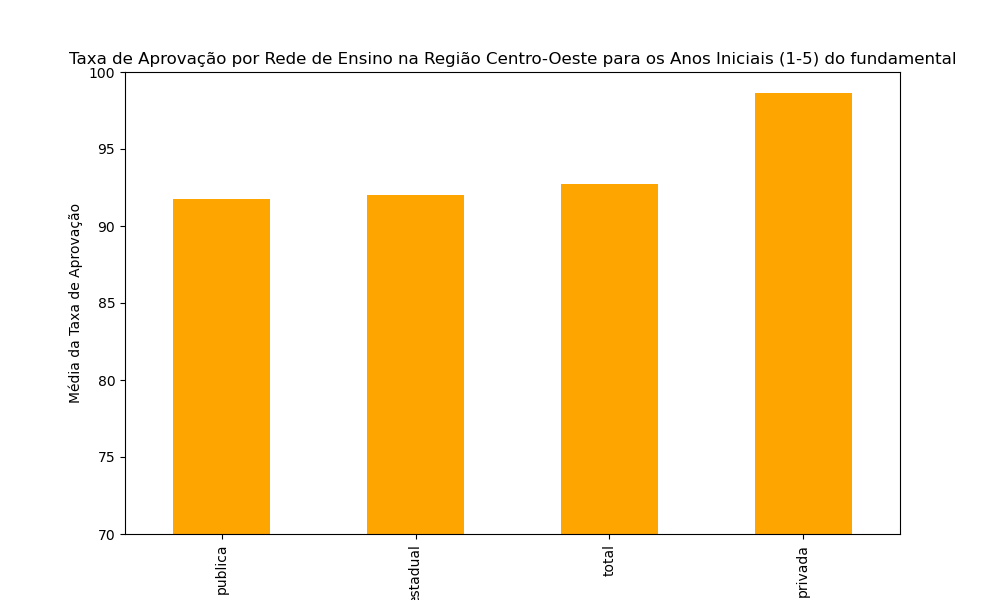 Taxa de Aprovação por Rede de Ensino na Região Centro-Oeste para os Anos Iniciais (1-5) do fundamental
100
95
90
85
80
75
70
Média da Taxa de Aprovação
publica
estadual
total
privada